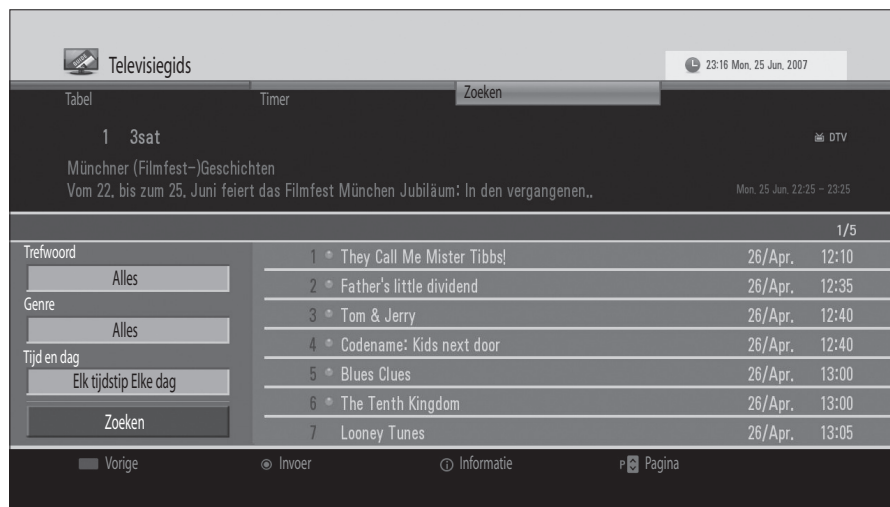 Televisiegids
23:16 Mon, 25 Jun, 2007
Tabel Timer Zoeken
1 3sat
DTV
Münchner (Filmfest-)Geschichten
Vom 22, bis zum 25, Juni feiert das Filmfest München Jubiläum: In den vergangenen,,
Mon, 25 Jun, 22:25 - 23:25
1/5
Trefwoord
Alles
Genre
Alles
Tijd en dag
Elk tijdstip Elke dag
Zoeken
1 They Call Me Mister Tibbs! 26/Apr, 12:10
2 Father's little dividend 26/Apr, 12:35
3 Tom & Jerry 26/Apr, 12:40
4 Codename: Kids next door 26/Apr, 12:40
5 Blues Clues 26/Apr, 13:00
6 The Tenth Kingdom 26/Apr, 13:00
7 Looney Tunes 26/Apr, 13:05
Vorige Invoer Informatie P Pagina